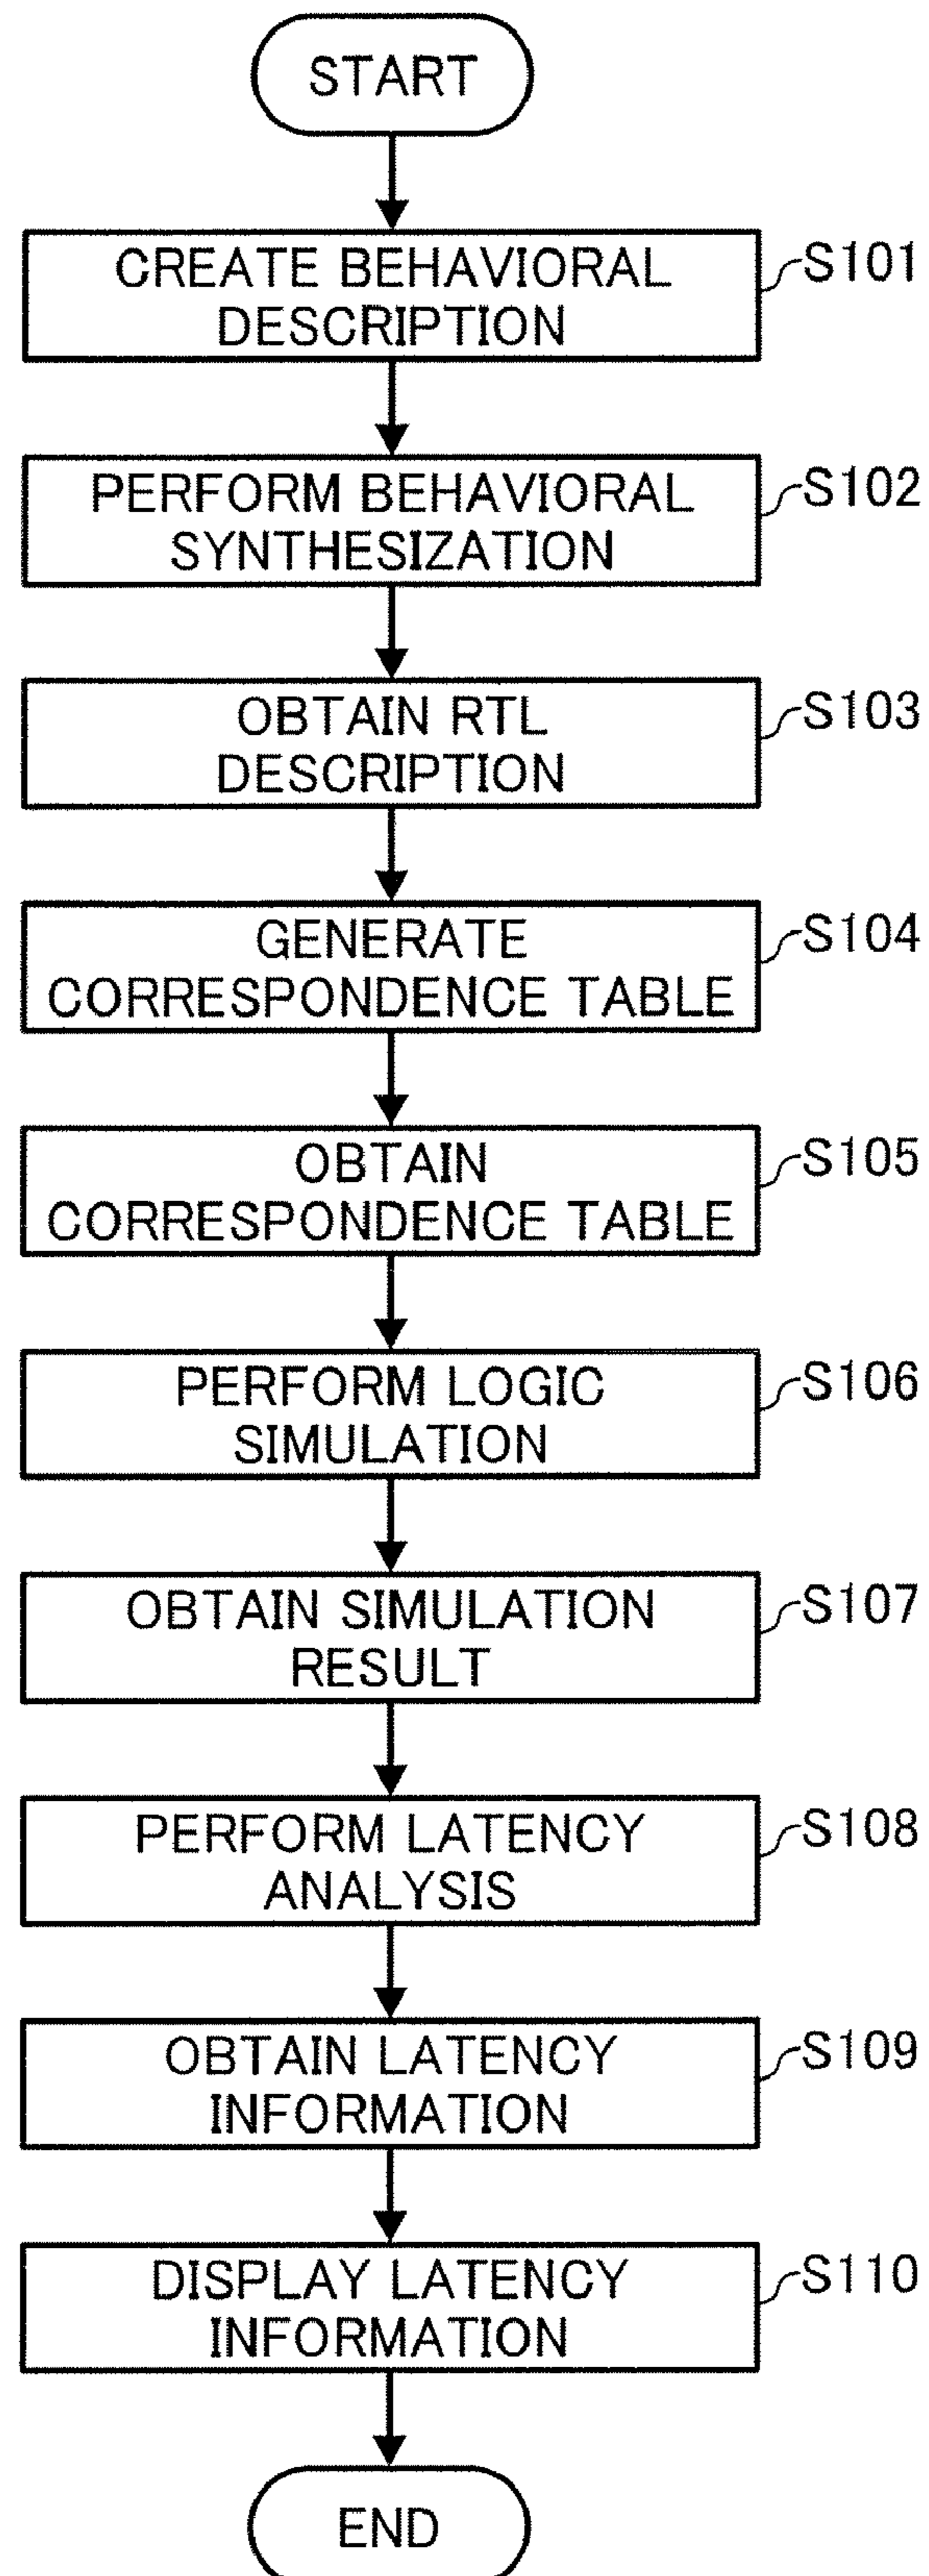 START
CREATE BEHAVIORAL
DESCRIPTION
S101
PERFORM BEHAVIORAL
SYNTHESIZATION
S102
OBTAIN RTL
DESCRIPTION
S103
GENERATE
CORRESPONDENCE TABLE
S104
OBTAIN
CORRESPONDENCE TABLE
S105
PERFORM LOGIC
SIMULATION
S106
OBTAIN SIMULATION
RESULT
S107
PERFORM LATENCY
ANALYSIS
S108
OBTAIN LATENCY
INFORMATION
S109
DISPLAY LATENCY
INFORMATION
S110
END